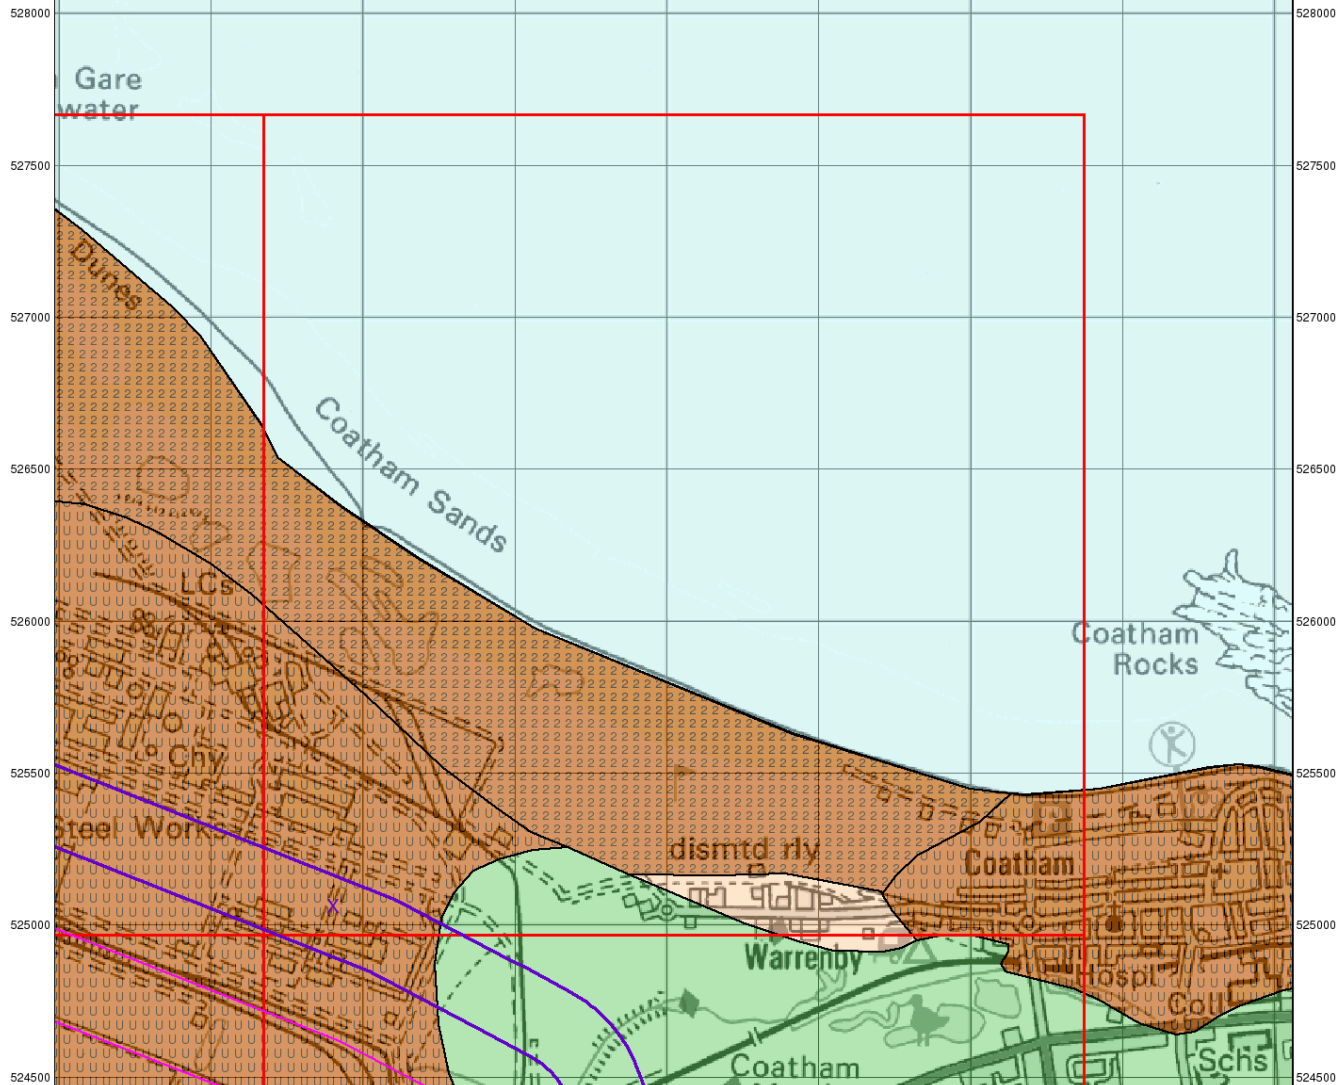 528000
528000
Gare
water
527500
527500
Dunes
527000
527000
Coatham Sands
526500
526500
LCs
526000
526000
Coatham
Rocks
Chy
525500
525500
Steel Works
dismtd rly
Coatham
X
525000
525000
Warrenby
Hospl
Coll
Coatham
Schs
524500
524500